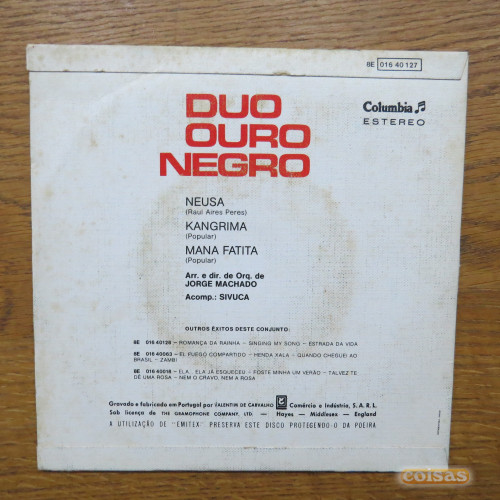 8E 016 40 127
DUO
OURO
NEGRO
Columbia
ESTEREO
NEUSA
(Raul Aires Peres)
KANGRIMA
(Popular)
MANA FATITA
(Popular)
Arr. e dir. de Orq. de
JORGE MACHADO
Acomp.: SIVUCA
OUTROS ÊXITOS DESTE CONJUNTO:
8E 016 40126 — ROMANÇA DA RAINHA — SINGING MY SONG — ESTRADA DA VIDA
8E 016 40083 — EL FUEGO COMPARTIDO — HENDA XALA — QUANDO CHEGUEI AO
BRASIL — ZAMBI
8E 016 40018 — ELA... ELA JÁ ESQUECEU — FOSTE MINHA UM VERÃO — TALVEZ TE
DÊ UMA ROSA — NEM O CRAVO, NEM A ROSA
Gravado e fabricado em Portugal por VALENTIM DE CARVALHO Comércio e Indústria, S. A. R. L.
Sob licença de THE GRAMOPHONE COMPANY, LTD. — Hayes — Middlesex — England
A UTILIZAÇÃO DE "EMITEX" PRESERVE ESTE DISCO PROTEGENDO-O DA POEIRA
coisas